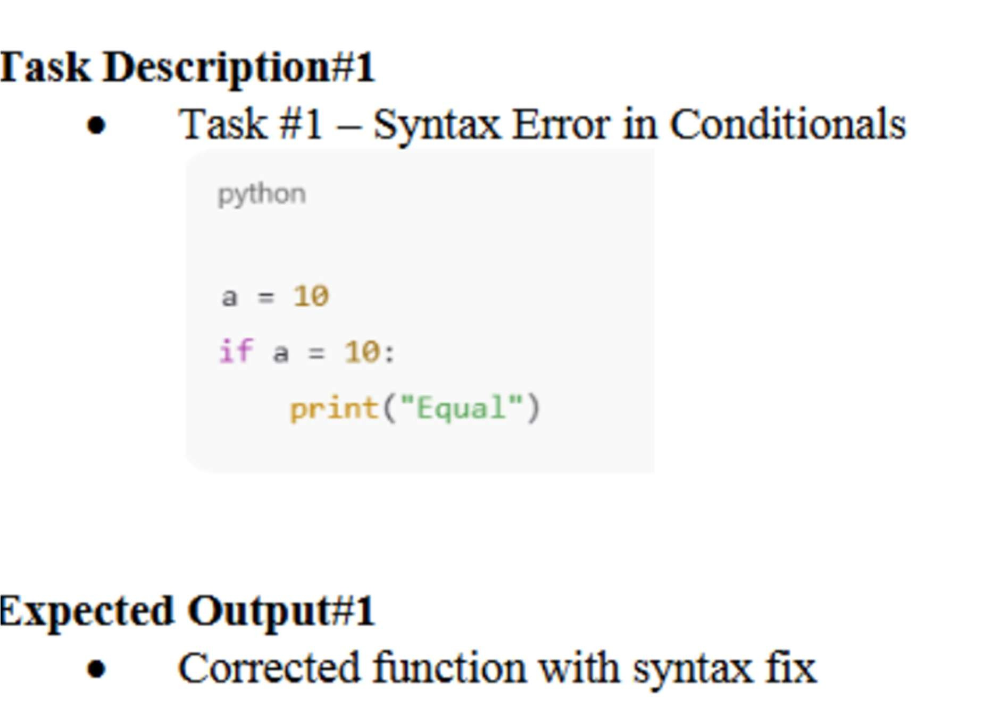 Task Description#1
● Task #1 – Syntax Error in Conditionals
python
a = 10
if a = 10:
    print("Equal")
Expected Output#1
● Corrected function with syntax fix